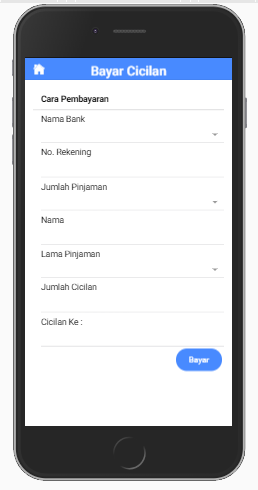 Bayar Cicilan
Cara Pembayaran
Nama Bank
No. Rekening
Jumlah Pinjaman
Nama
Lama Pinjaman
Jumlah Cicilan
Cicilan Ke :
Bayar